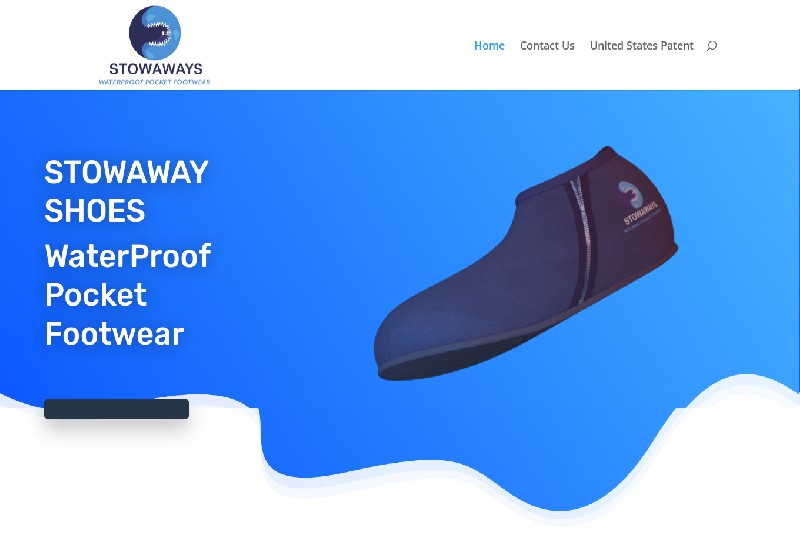 STOWAWAYS
WATERPROOF POCKET FOOTWEAR
Home Contact Us United States Patent
STOWAWAY
SHOES
WaterProof
Pocket
Footwear
STOWAWAYS